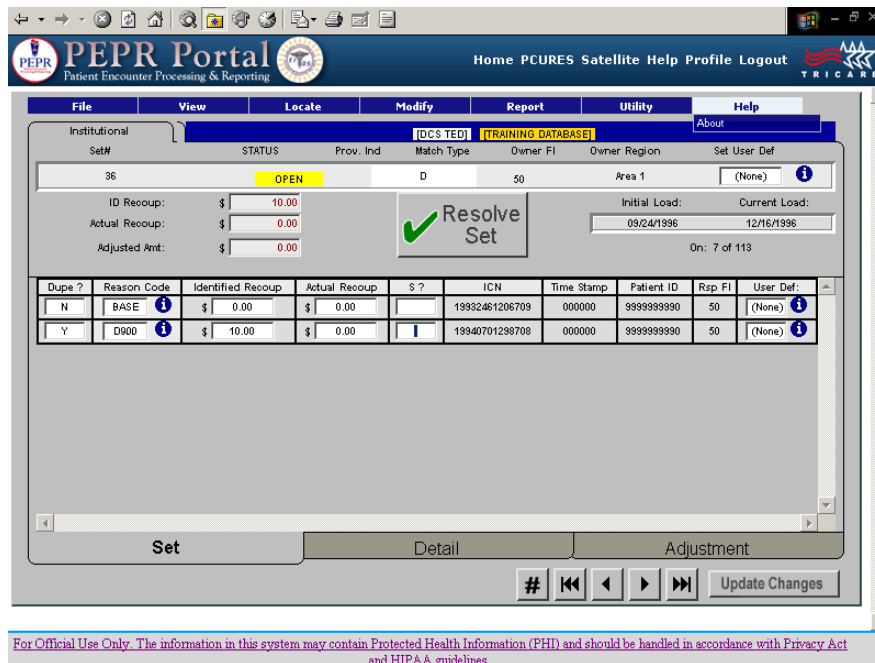 PEPR
PEPR Portal
Patient Encounter Processing & Reporting
Home PCURES Satellite Help Profile Logout
TRICARE
File View Locate Modify Report Utility Help
About
Institutional
[DCS TED] [TRAINING DATABASE]
Set# STATUS Prov. Ind Match Type Owner FI Owner Region Set User Def
36 OPEN D 50 Area 1 (None) i
ID Recoup: $ 10.00
Actual Recoup: $ 0.00
Adjusted Amt: $ 0.00
Resolve
Set
Initial Load: Current Load:
09/24/1996 12/16/1996
On: 7 of 113
Dupe ? Reason Code Identified Recoup Actual Recoup S ? ICN Time Stamp Patient ID Rsp FI User Def:
N BASE i $ 0.00 $ 0.00 19932461206709 000000 9999999990 50 (None) i
Y D900 i $ 10.00 $ 0.00 19940701298708 000000 9999999990 50 (None) i
Set Detail Adjustment
# Update Changes
For Official Use Only. The information in this system may contain Protected Health Information (PHI) and should be handled in accordance with Privacy Act
and HIPAA guidelines